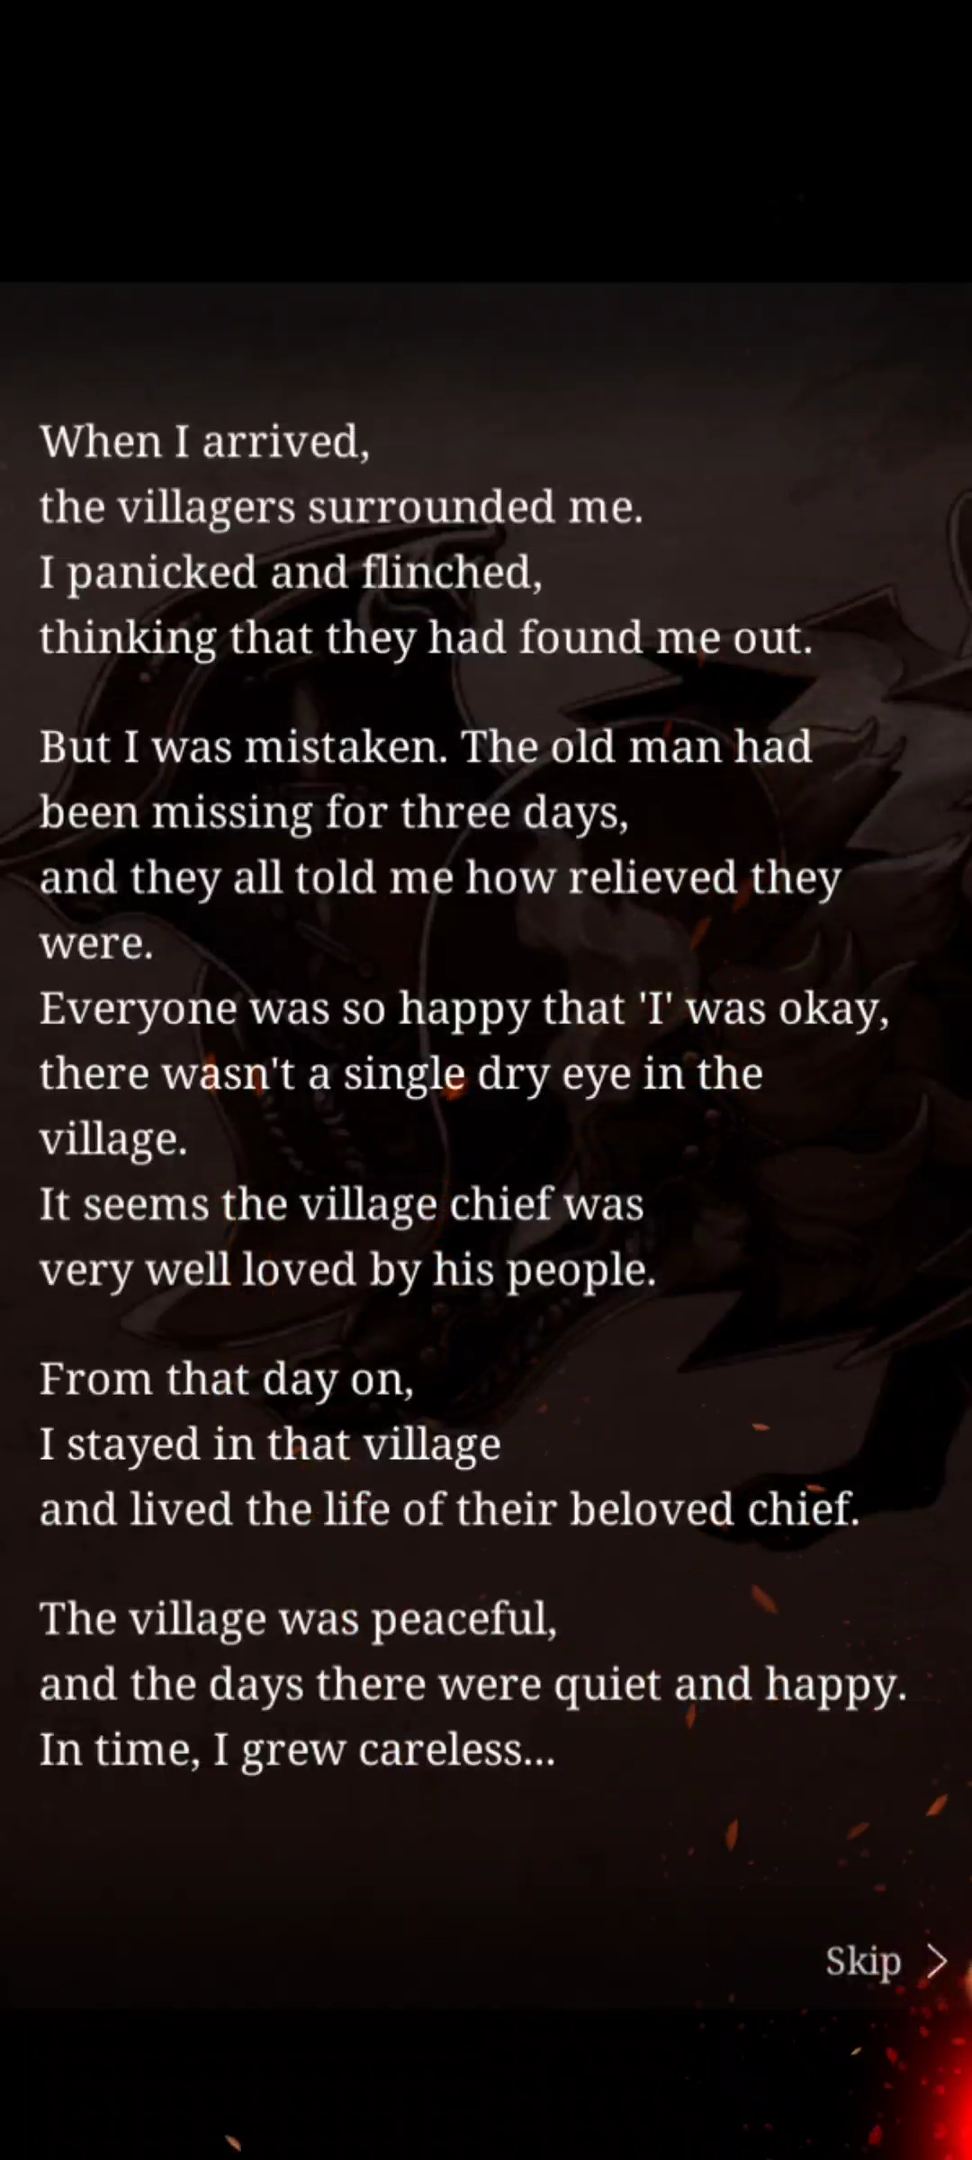 When I arrived,
the villagers surrounded me.
I panicked and flinched,
thinking that they had found me out.
But I was mistaken. The old man had
been missing for three days,
and they all told me how relieved they
were.
Everyone was so happy that 'I' was okay,
there wasn't a single dry eye in the
village.
It seems the village chief was
very well loved by his people.
From that day on,
I stayed in that village
and lived the life of their beloved chief.
The village was peaceful,
and the days there were quiet and happy.
In time, I grew careless...
Skip >